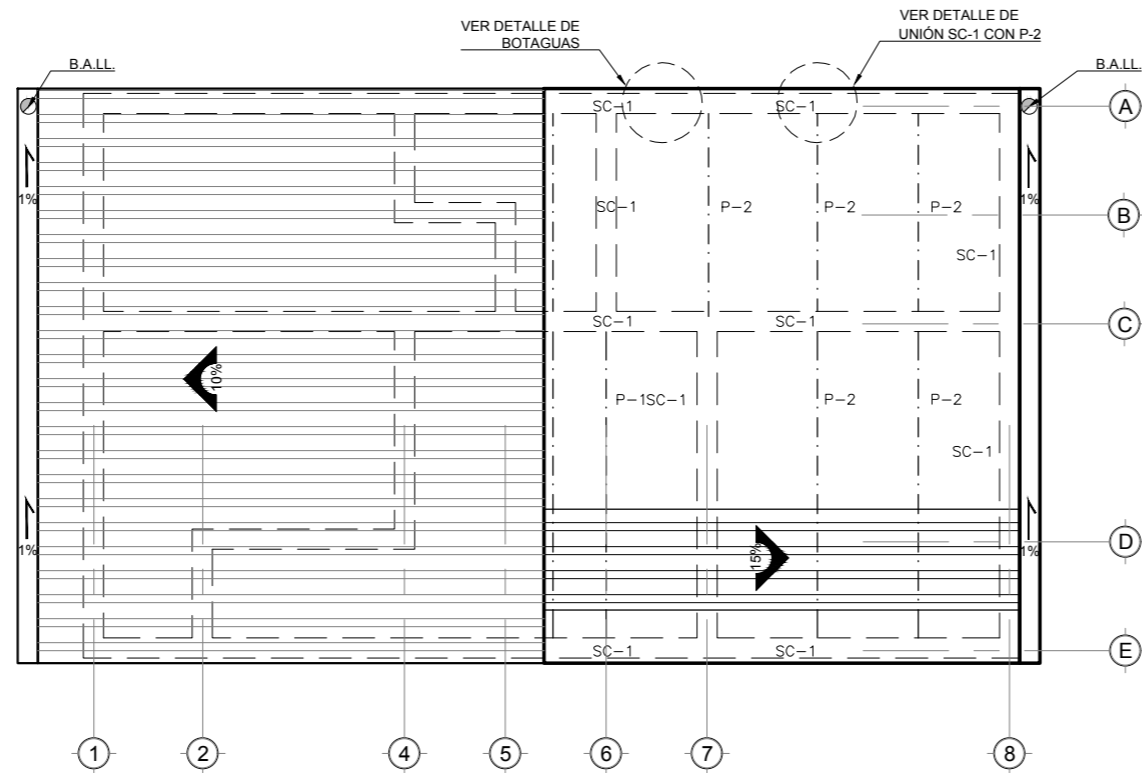 VER DETALLE DE
BOTAGUAS
VER DETALLE DE
UNIÓN SC-1 CON P-2
B.A.LL.
B.A.LL.
SC-1
SC-1
A
1%
SC-1
P-2
P-2
P-2
1%
B
SC-1
SC-1
SC-1
C
10%
P-1
SC-1
P-2
P-2
SC-1
1%
15%
1%
D
SC-1
SC-1
E
1
2
4
5
6
7
8